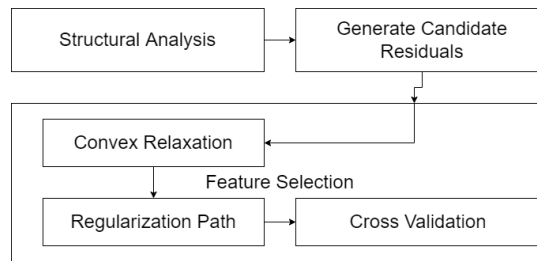 Structural Analysis
Generate Candidate
Residuals
Convex Relaxation
Feature Selection
Regularization Path
Cross Validation